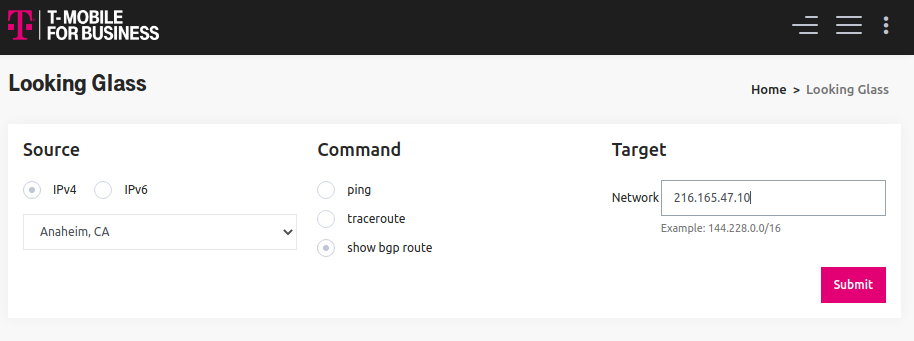 T-MOBILE
FOR BUSINESS
Looking Glass
Home > Looking Glass
Source
IPv4 IPv6
Anaheim, CA
Command
ping
traceroute
show bgp route
Target
Network 216.165.47.10
Example: 144.228.0.0/16
Submit